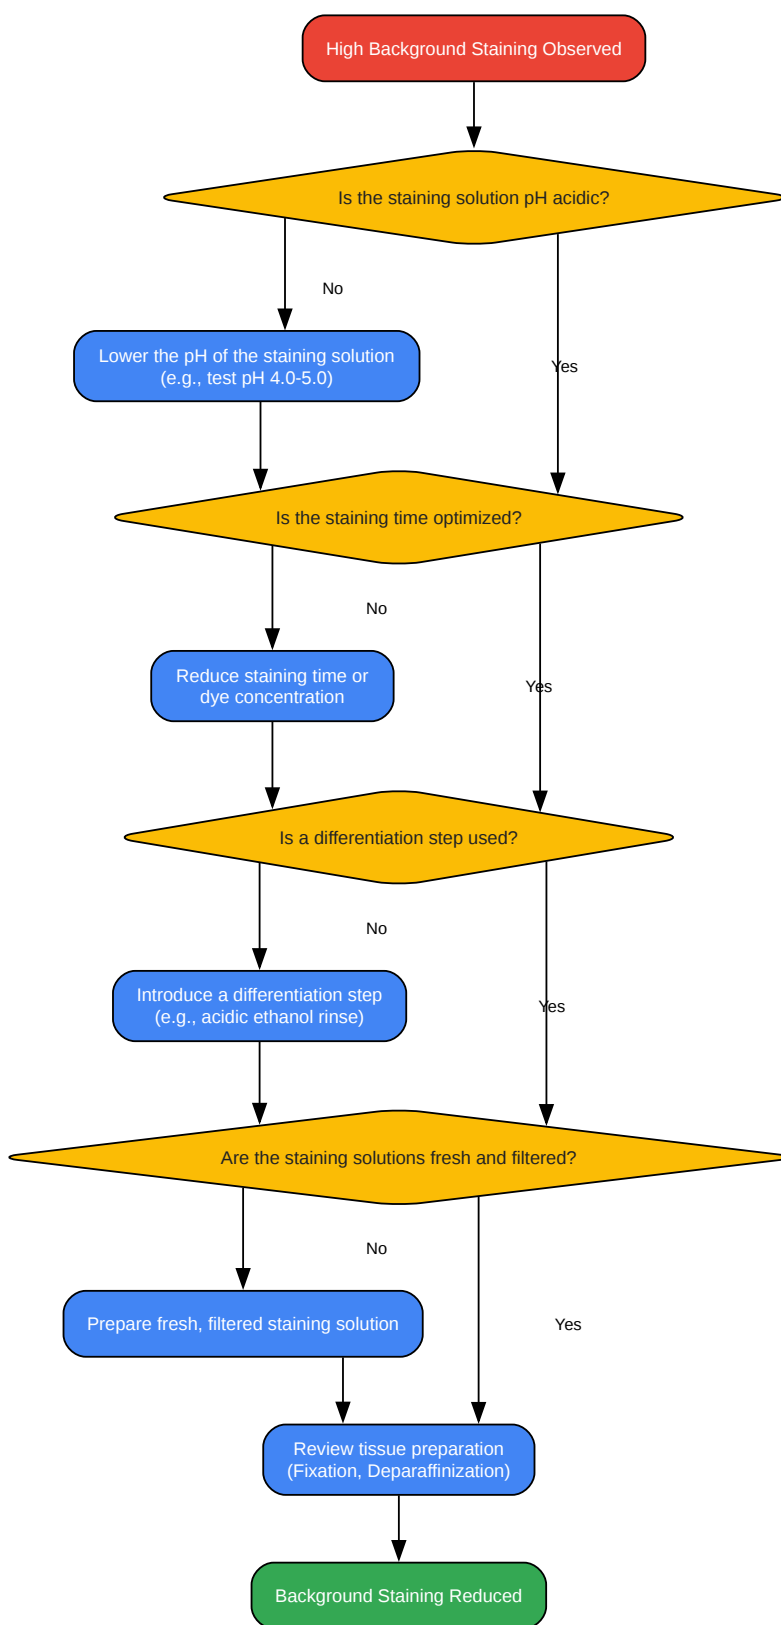 High Background Staining Observed
Is the staining solution pH acidic?
No
Lower the pH of the staining solution
(e.g., test pH 4.0-5.0)
Yes
Is the staining time optimized?
No
Reduce staining time or
dye concentration
Yes
Is a differentiation step used?
No
Introduce a differentiation step
(e.g., acidic ethanol rinse)
Yes
Are the staining solutions fresh and filtered?
No
Prepare fresh, filtered staining solution
Yes
Review tissue preparation
(Fixation, Deparaffinization)
Background Staining Reduced